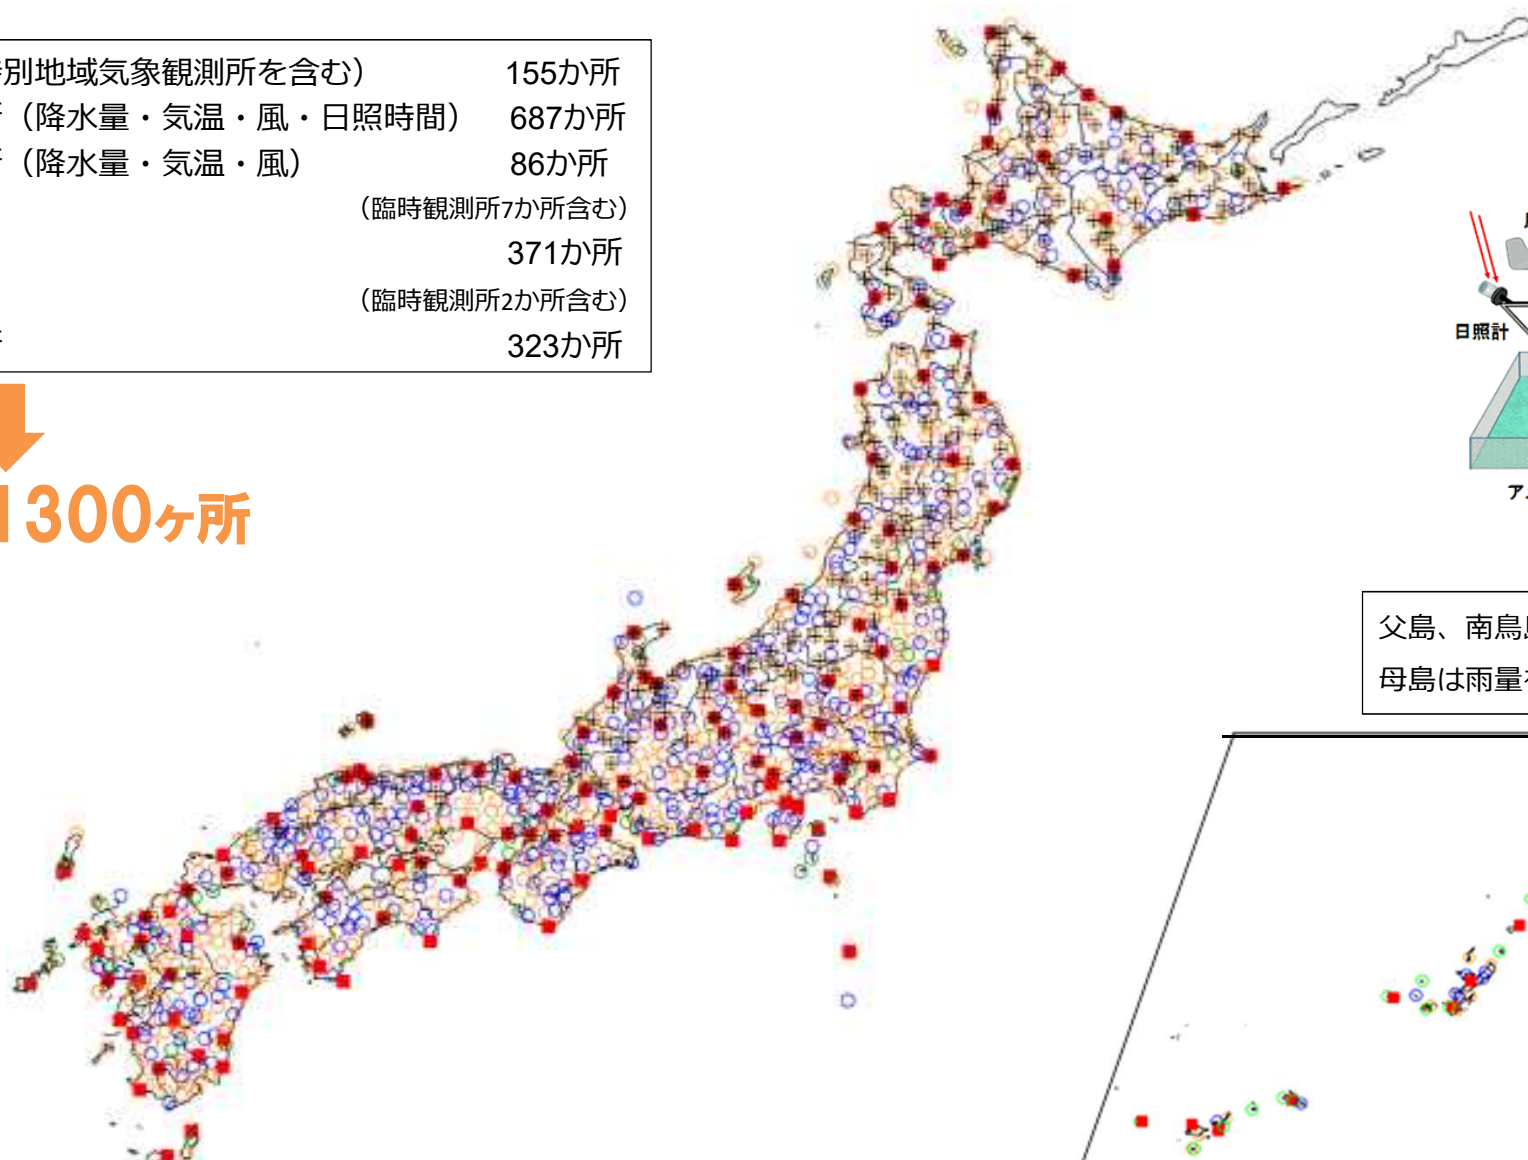 別地域気象観測所を含む） 155か所
（降水量・気温・風・日照時間） 687か所
（降水量・気温・風） 86か所
（臨時観測所7か所含む）
371か所
（臨時観測所2か所含む）
323か所
1300ヶ所
日照計
ア
父島、南鳥
母島は雨量